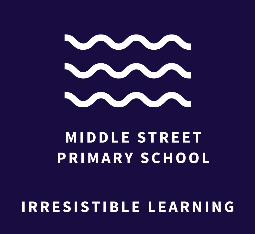 MIDDLE STREET
PRIMARY SCHOOL
IRRESISTIBLE LEARNING